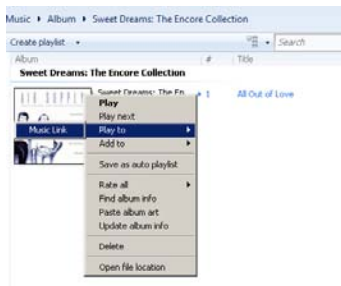 Music ▸ Album ▸ Sweet Dreams: The Encore Collection
Create playlist
Search
Album # Title
Sweet Dreams: The Encore Collection
Sweet Dreams: The En
1 All Out of Love
Play
Play next
Music Link
Play to
Add to
Save as auto playlist
Rate all
Find album info
Paste album art
Update album info
Delete
Open file location